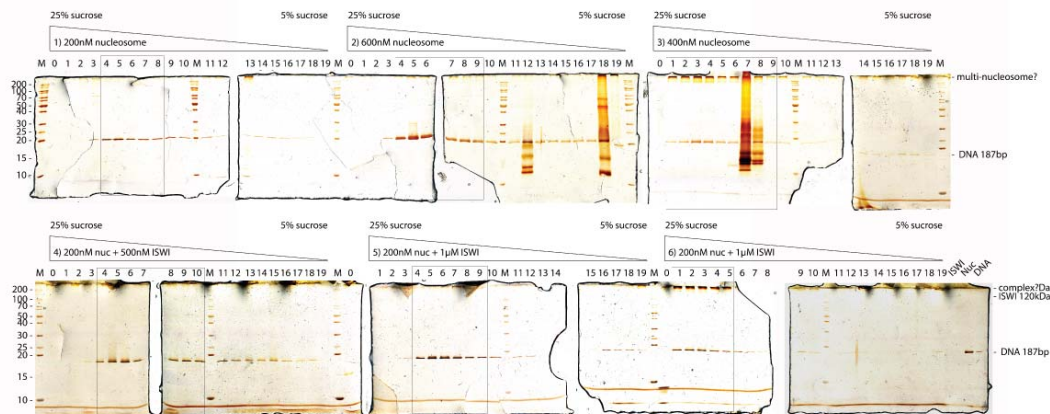 25% sucrose 5% sucrose 25% sucrose 5% sucrose 25% sucrose 5% sucrose
1) 200nM nucleosome 2) 600nM nucleosome 3) 400nM nucleosome
M 0 1 2 3 4 5 6 7 8 9 10 M 11 12 13 14 15 16 17 18 19 M 0 1 2 3 4 5 6 7 8 9 10 M 11 12 13 14 15 16 17 18 19 M 0 1 2 3 4 5 6 7 8 9 10 M 11 12 13 14 15 16 17 18 19 M
200 - - multi-nucleosome?
100 -
70 -
50 -
40 -
30 -
25 -
20 -
15 - - DNA 187bp
10 -
25% sucrose 5% sucrose 25% sucrose 5% sucrose 25% sucrose 5% sucrose
4) 200nM nuc + 500nM ISWI 5) 200nM nuc + 1µM ISWI 6) 200nM nuc + 1µM ISWI
M 0 1 2 3 4 5 6 7 8 9 10 M 11 12 13 14 15 16 17 18 19 M 0 1 2 3 4 5 6 7 8 9 10 M 11 12 13 14 15 16 17 18 19 M 0 1 2 3 4 5 6 7 8 9 10 M 11 12 13 14 15 16 17 18 19 ISWI Nuc DNA
200 - - complex?Da
100 - - ISWI 120kDa
70 -
50 -
40 -
30 -
25 -
20 - - DNA 187bp
15 -
10 -